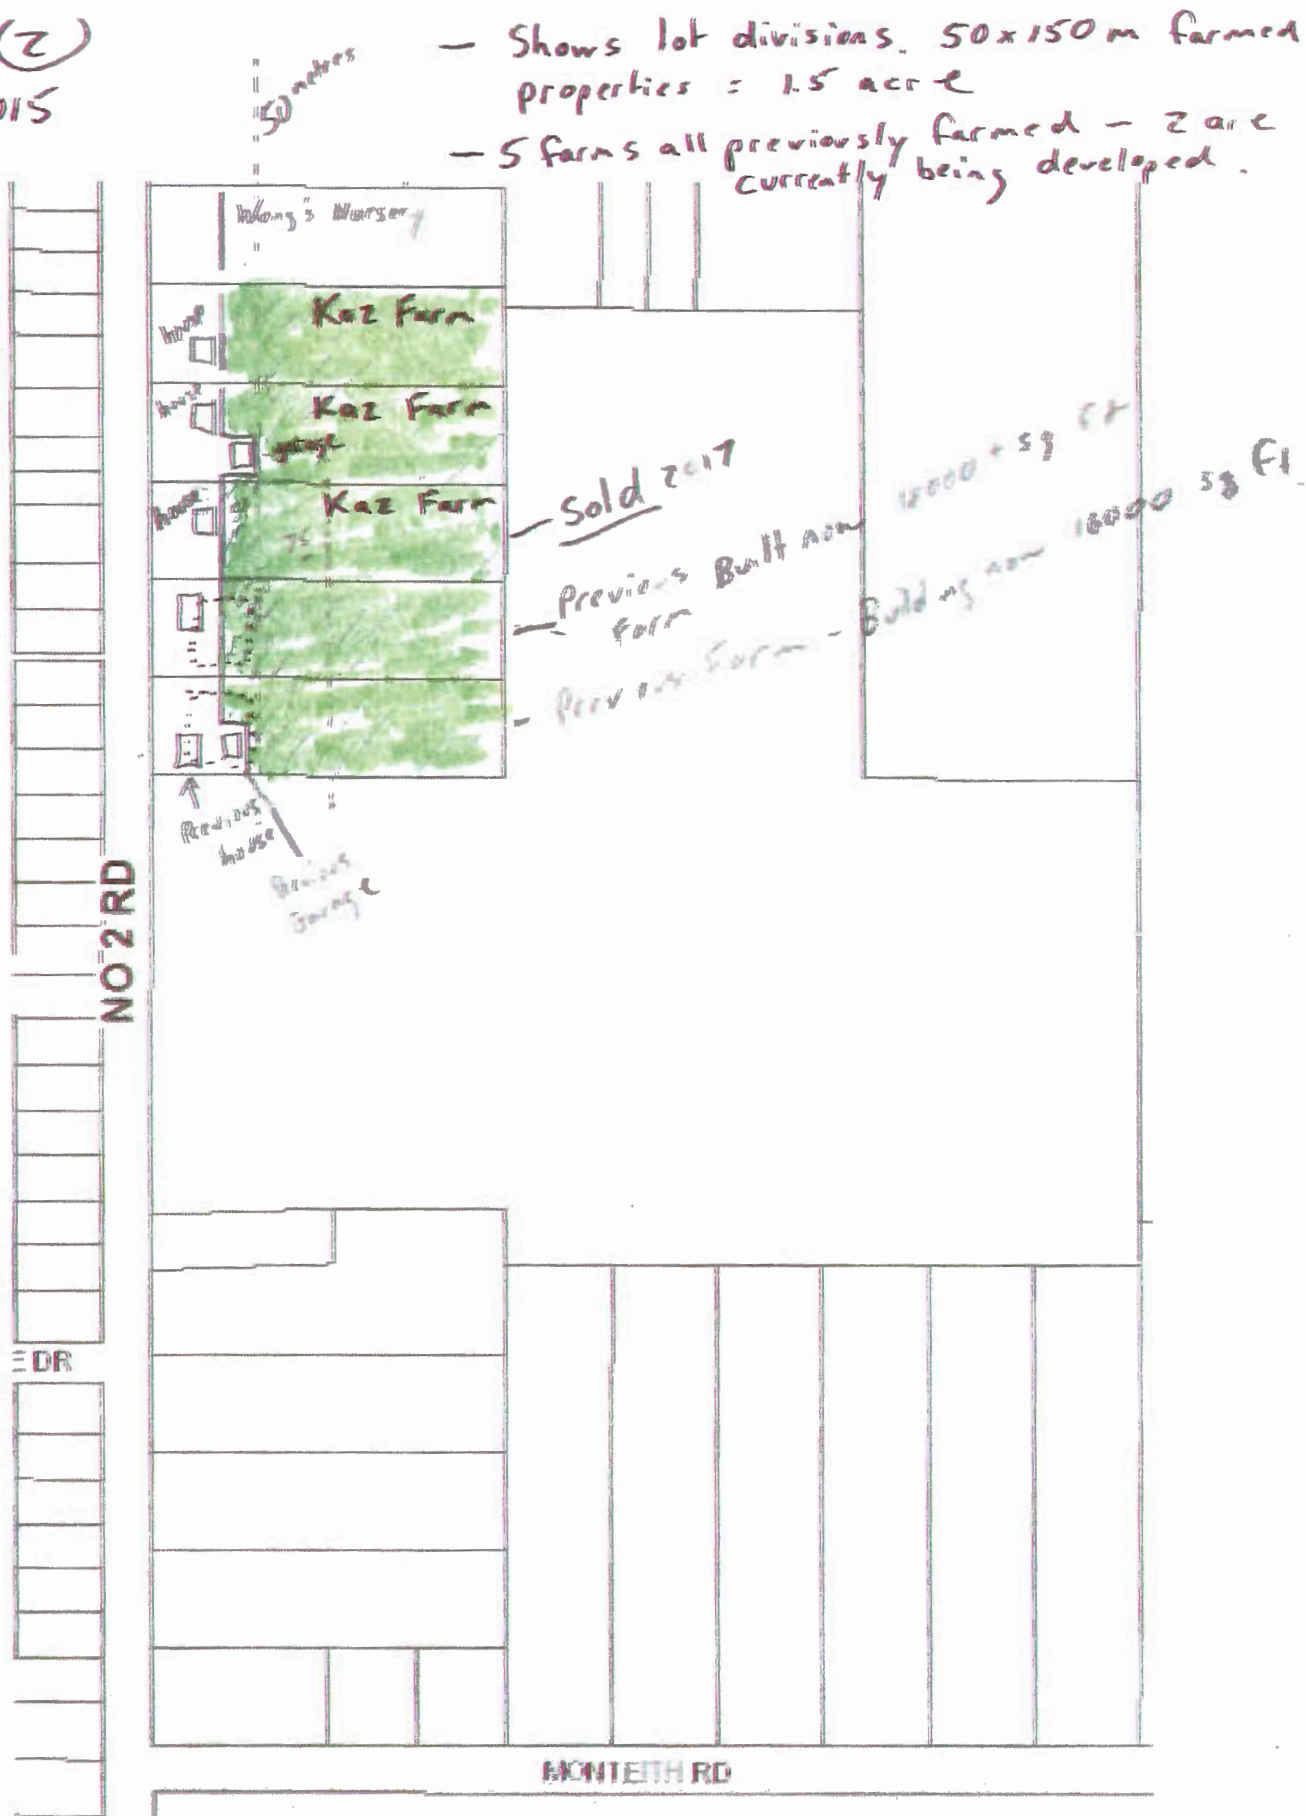 2
015
50 metres
- Shows lot divisions. 50x150m farmed
properties = 1.5 acre
- 5 farms all previously farmed - 2 are
currently being developed.
Wong's Nursery
house
Kaz Farm
house
Kaz Farm
garage
house
Kaz Farm
75
- Sold 2017
- Previous Built now 18000 + sq ft
farm
- Previous Farm - Building now 18000 sq ft.
Previous
house
Previous
Garage
NO 2 RD
E DR
MONTEITH RD